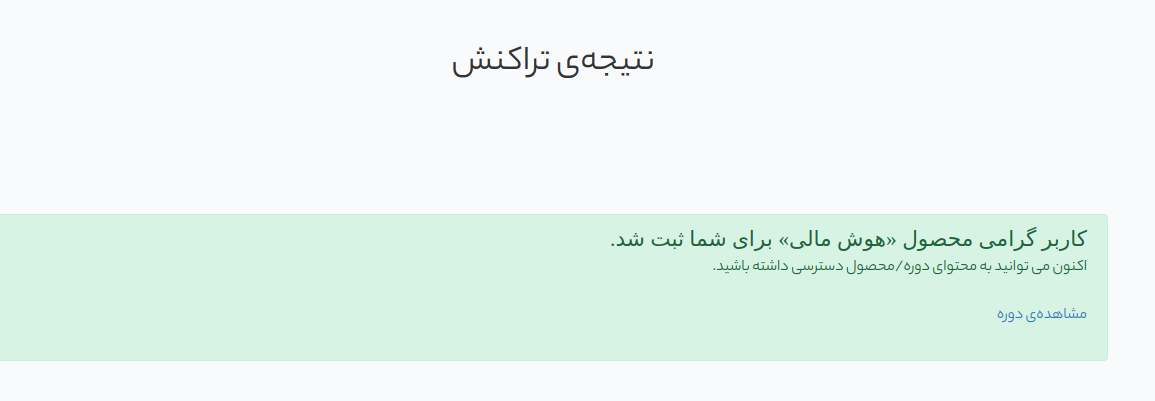 نتیجه‌ی تراکنش
کاربر گرامی محصول «هوش مالی» برای شما ثبت شد.
اکنون می توانید به محتوای دوره/محصول دسترسی داشته باشید.
مشاهده‌ی دوره